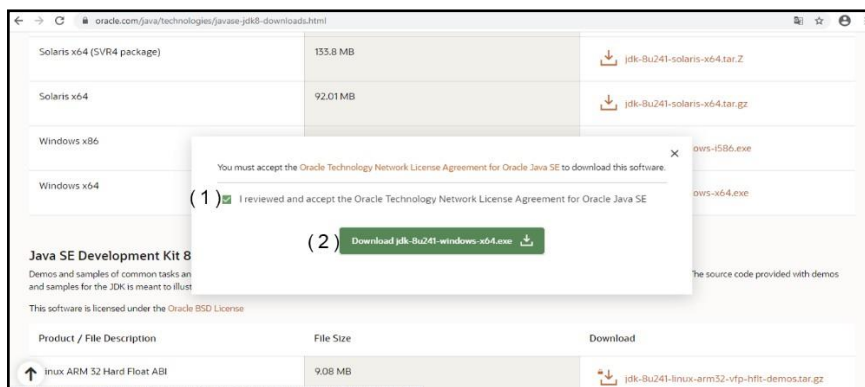 oracle.com/java/technologies/javase-jdk8-downloads.html
Solaris x64 (SVR4 package) 133.8 MB jdk-8u241-solaris-x64.tar.Z
Solaris x64 92.01 MB jdk-8u241-solaris-x64.tar.gz
Windows x86 ows-i586.exe
You must accept the Oracle Technology Network License Agreement for Oracle Java SE to download this software.
Windows x64 ows-x64.exe
(1) I reviewed and accept the Oracle Technology Network License Agreement for Oracle Java SE
(2) Download jdk-8u241-windows-x64.exe
Java SE Development Kit 8
Demos and samples of common tasks an he source code provided with demos
and samples for the JDK is meant to illust
This software is licensed under the Oracle BSD License
Product / File Description File Size Download
inux ARM 32 Hard Float ABI 9.08 MB jdk-8u241-linux-arm32-vfp-hflt-demos.tar.gz